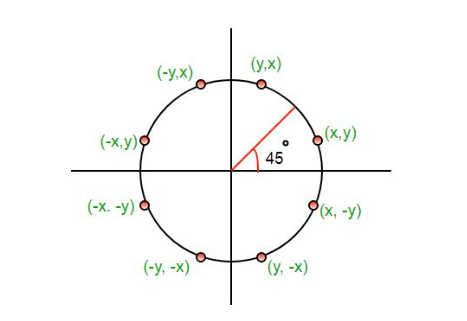 (-y,x)
(y,x)
(-x,y)
(x,y)
45°
(-x. -y)
(x, -y)
(-y, -x)
(y, -x)